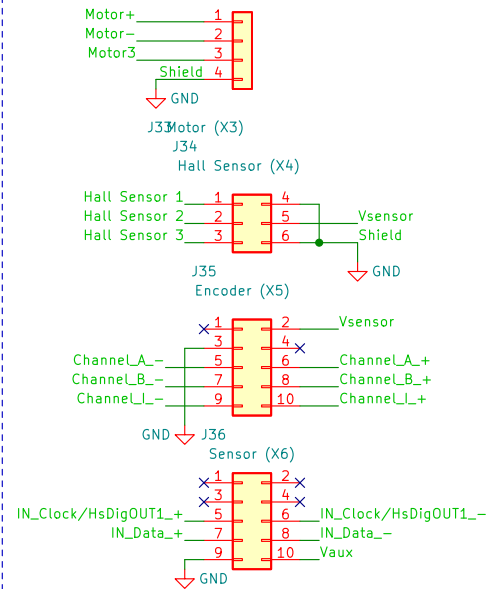 Motor+ 1
Motor- 2
Motor3 3
Shield 4
GND
J33 Motor (X3)
J34
Hall Sensor (X4)
Hall Sensor 1 1 4
Hall Sensor 2 2 5 Vsensor
Hall Sensor 3 3 6 Shield
GND
J35
Encoder (X5)
1 2 Vsensor
3 4
Channel_A_- 5 6 Channel_A_+
Channel_B_- 7 8 Channel_B_+
Channel_I_- 9 10 Channel_I_+
GND J36
Sensor (X6)
1 2
3 4
IN_Clock/HsDigOUT1_+ 5 6 IN_Clock/HsDigOUT1_-
IN_Data_+ 7 8 IN_Data_-
9 10 Vaux
GND